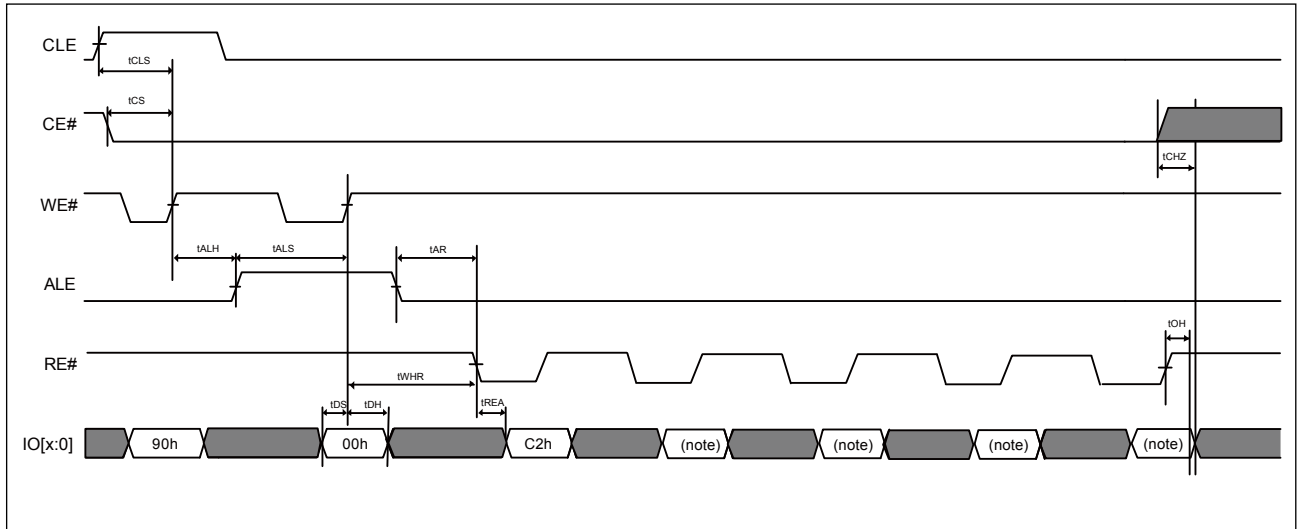 CLE
tCLS
tCS
CE#
tCHZ
WE#
tALH tALS tAR
ALE
tOH
RE#
tWHR
tDS tDH tREA
IO[x:0] 90h 00h C2h (note) (note) (note) (note)